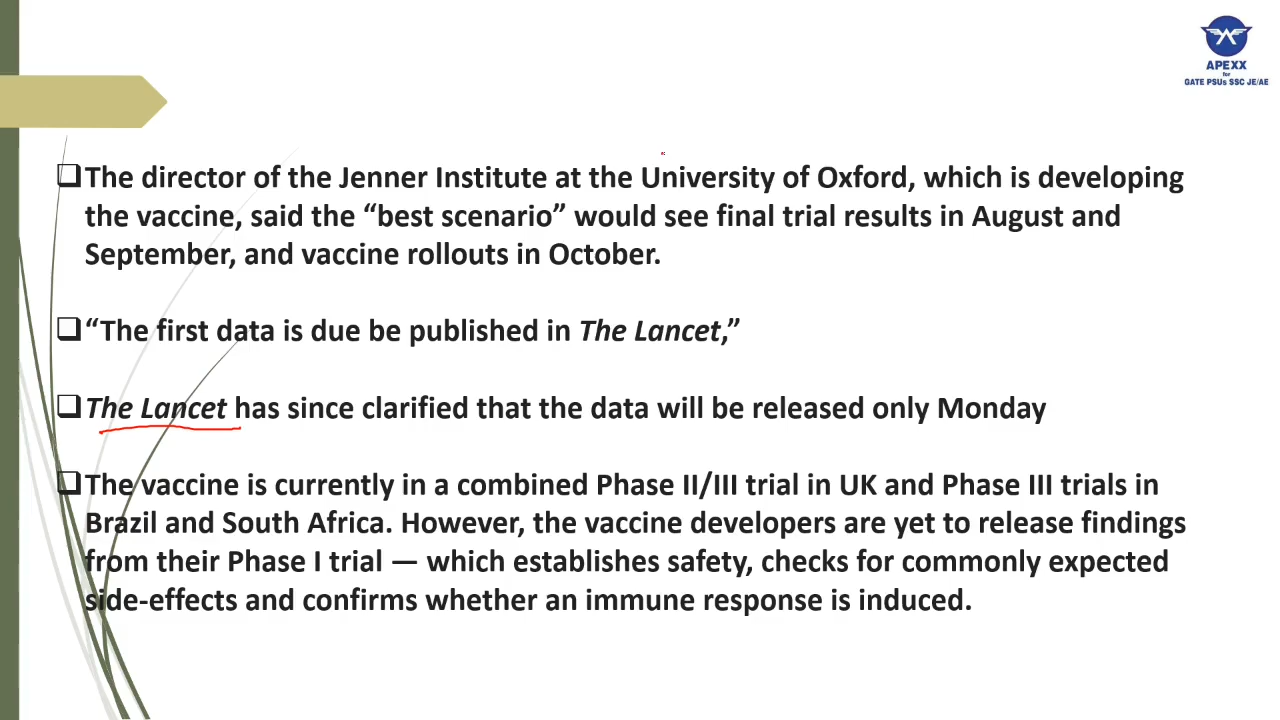 APEXX
for
GATE PSUs SSC JE/AE
The director of the Jenner Institute at the University of Oxford, which is developing
the vaccine, said the “best scenario” would see final trial results in August and
September, and vaccine rollouts in October.
“The first data is due be published in The Lancet,”
The Lancet has since clarified that the data will be released only Monday
The vaccine is currently in a combined Phase II/III trial in UK and Phase III trials in
Brazil and South Africa. However, the vaccine developers are yet to release findings
from their Phase I trial — which establishes safety, checks for commonly expected
side-effects and confirms whether an immune response is induced.